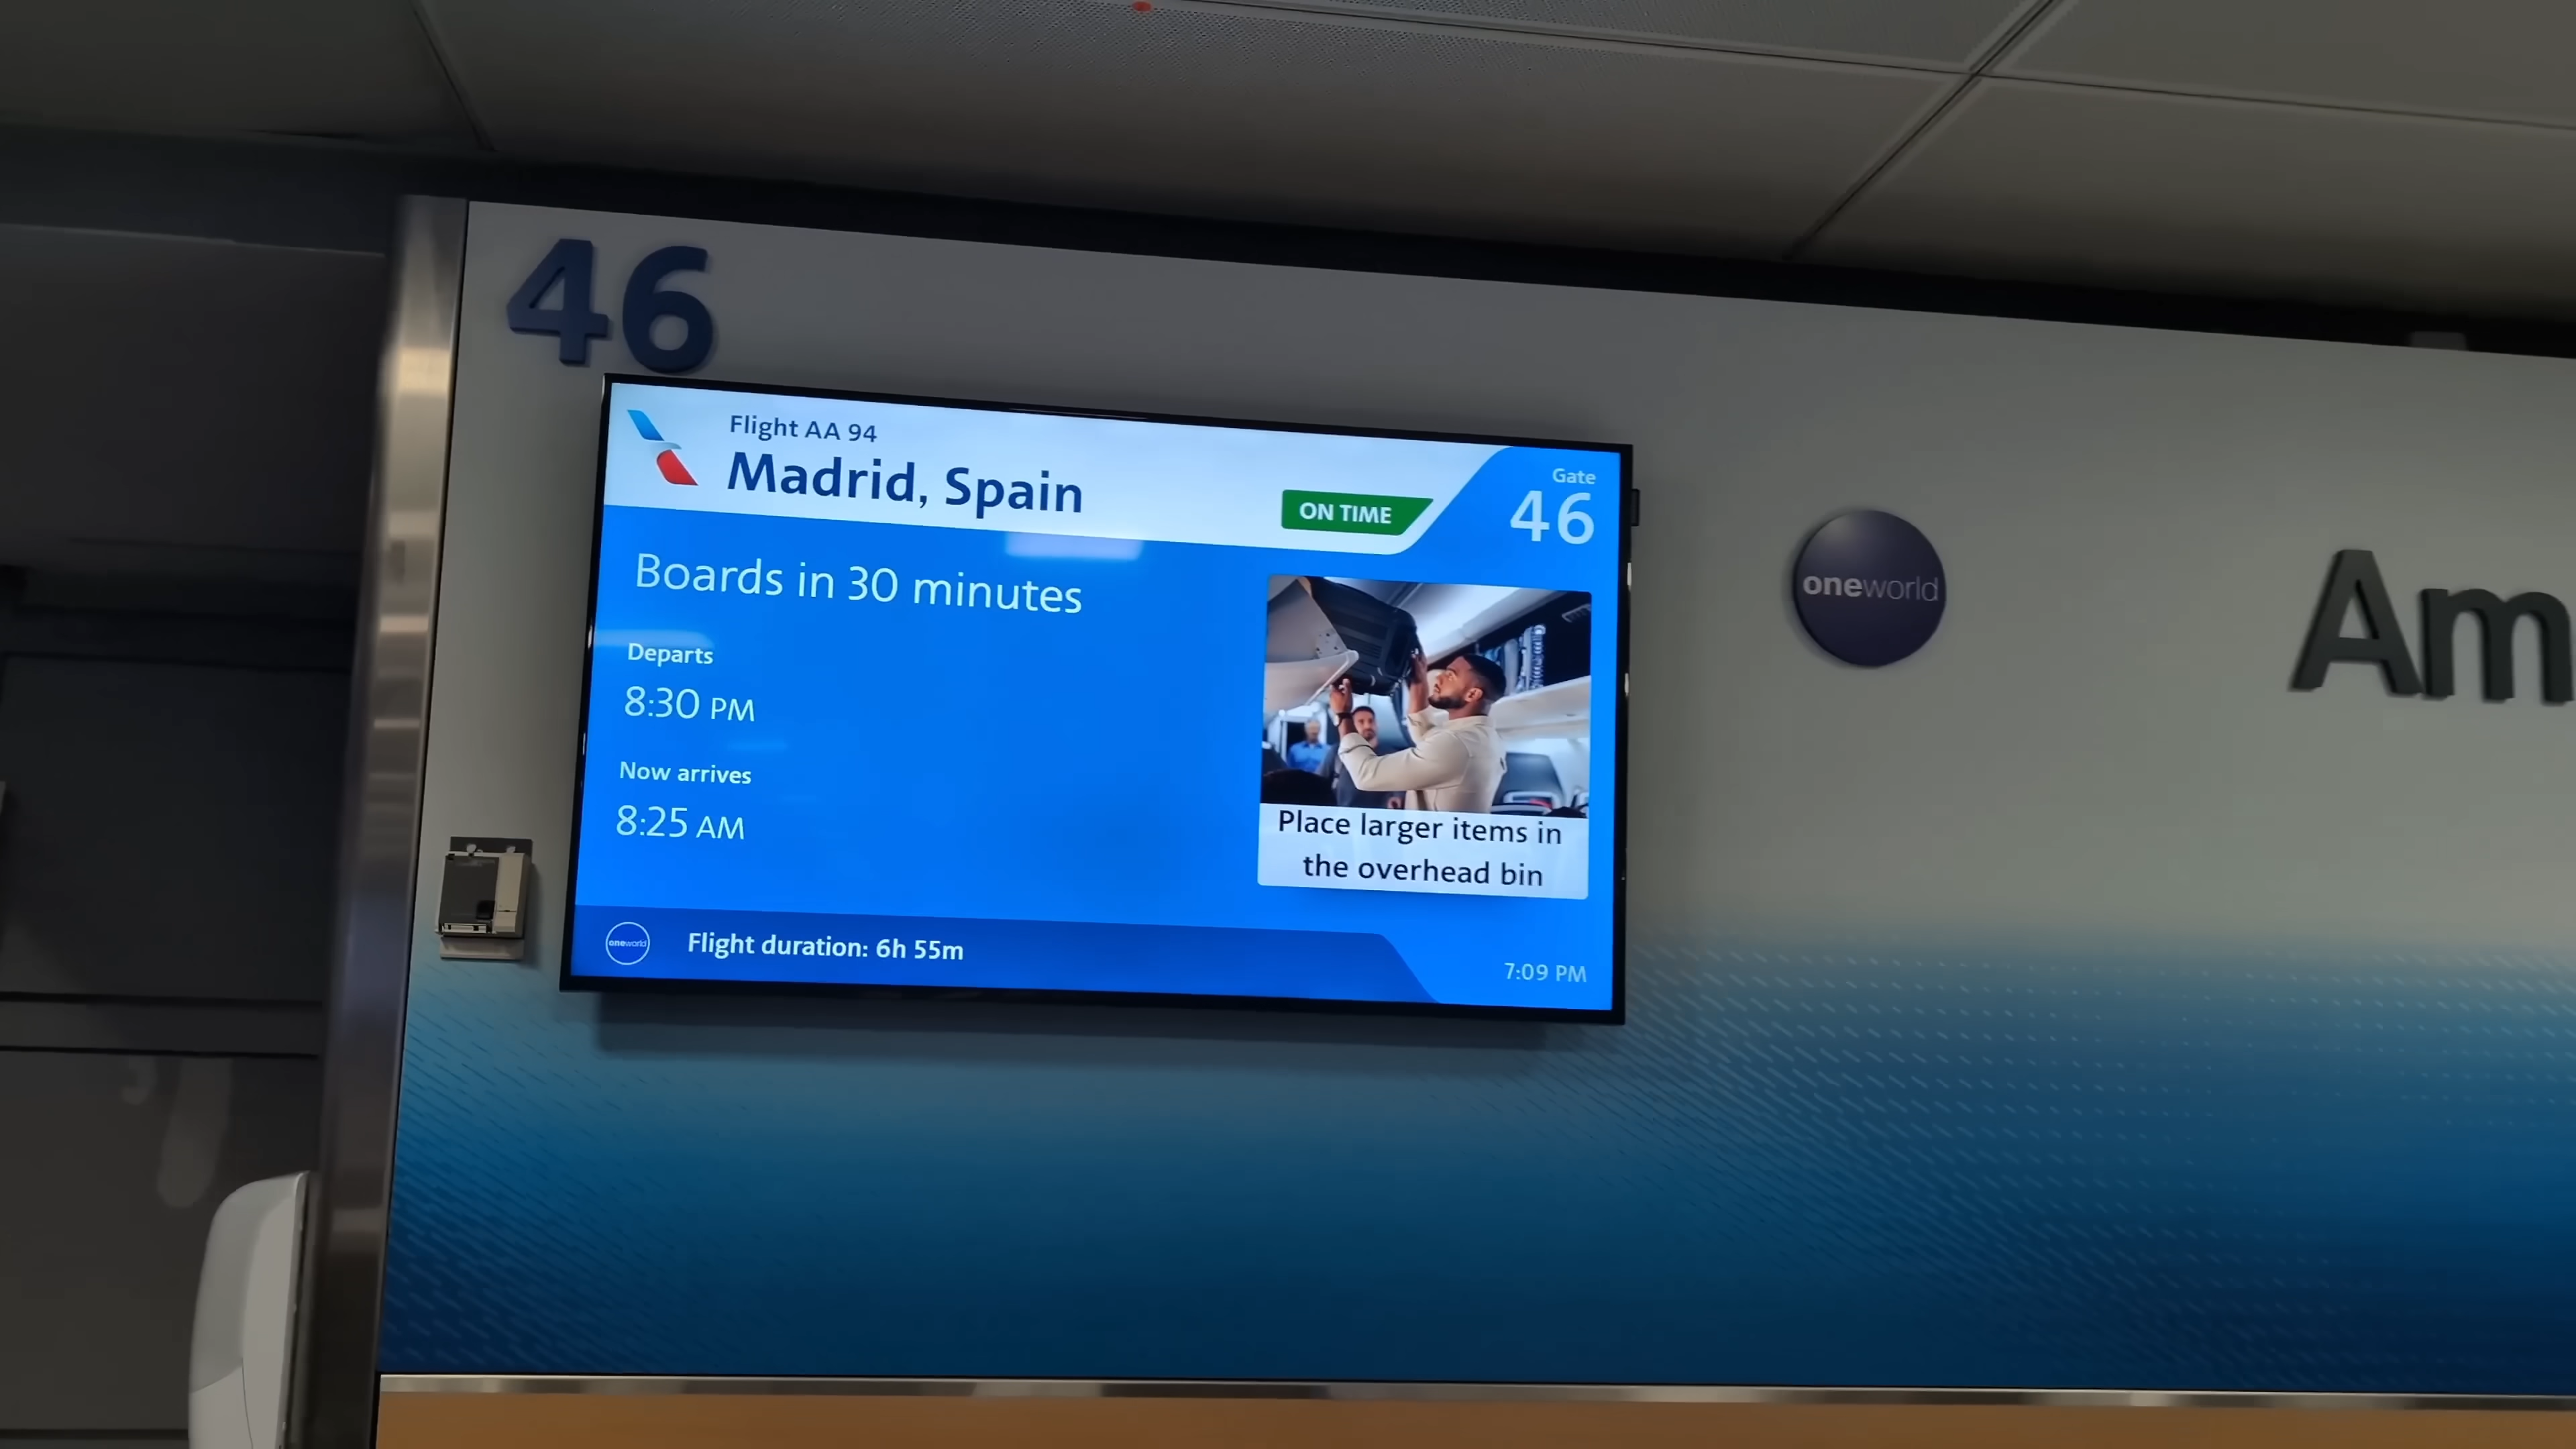 46
Flight AA 94
Madrid, Spain
ON TIME
Gate
46
Boards in 30 minutes
Departs
8:30 PM
Now arrives
8:25 AM
Place larger items in
the overhead bin
oneworld
Flight duration: 6h 55m
7:09 PM
oneworld
Am